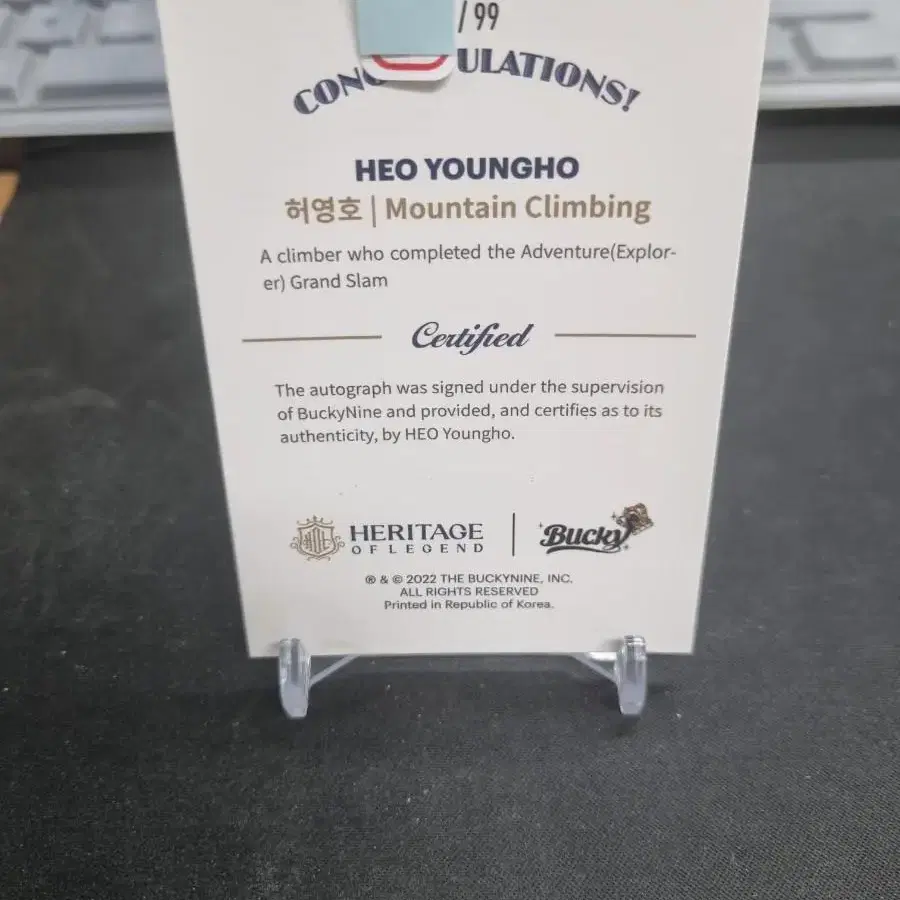 / 99
CON ULATIONS!
HEO YOUNGHO
허영호 | Mountain Climbing
A climber who completed the Adventure(Explor-
er) Grand Slam
Certified
The autograph was signed under the supervision
of BuckyNine and provided, and certifies as to its
authenticity, by HEO Youngho.
HERITAGE
OF LEGEND
Bucky
® & © 2022 THE BUCKYNINE, INC.
ALL RIGHTS RESERVED
Printed in Republic of Korea.